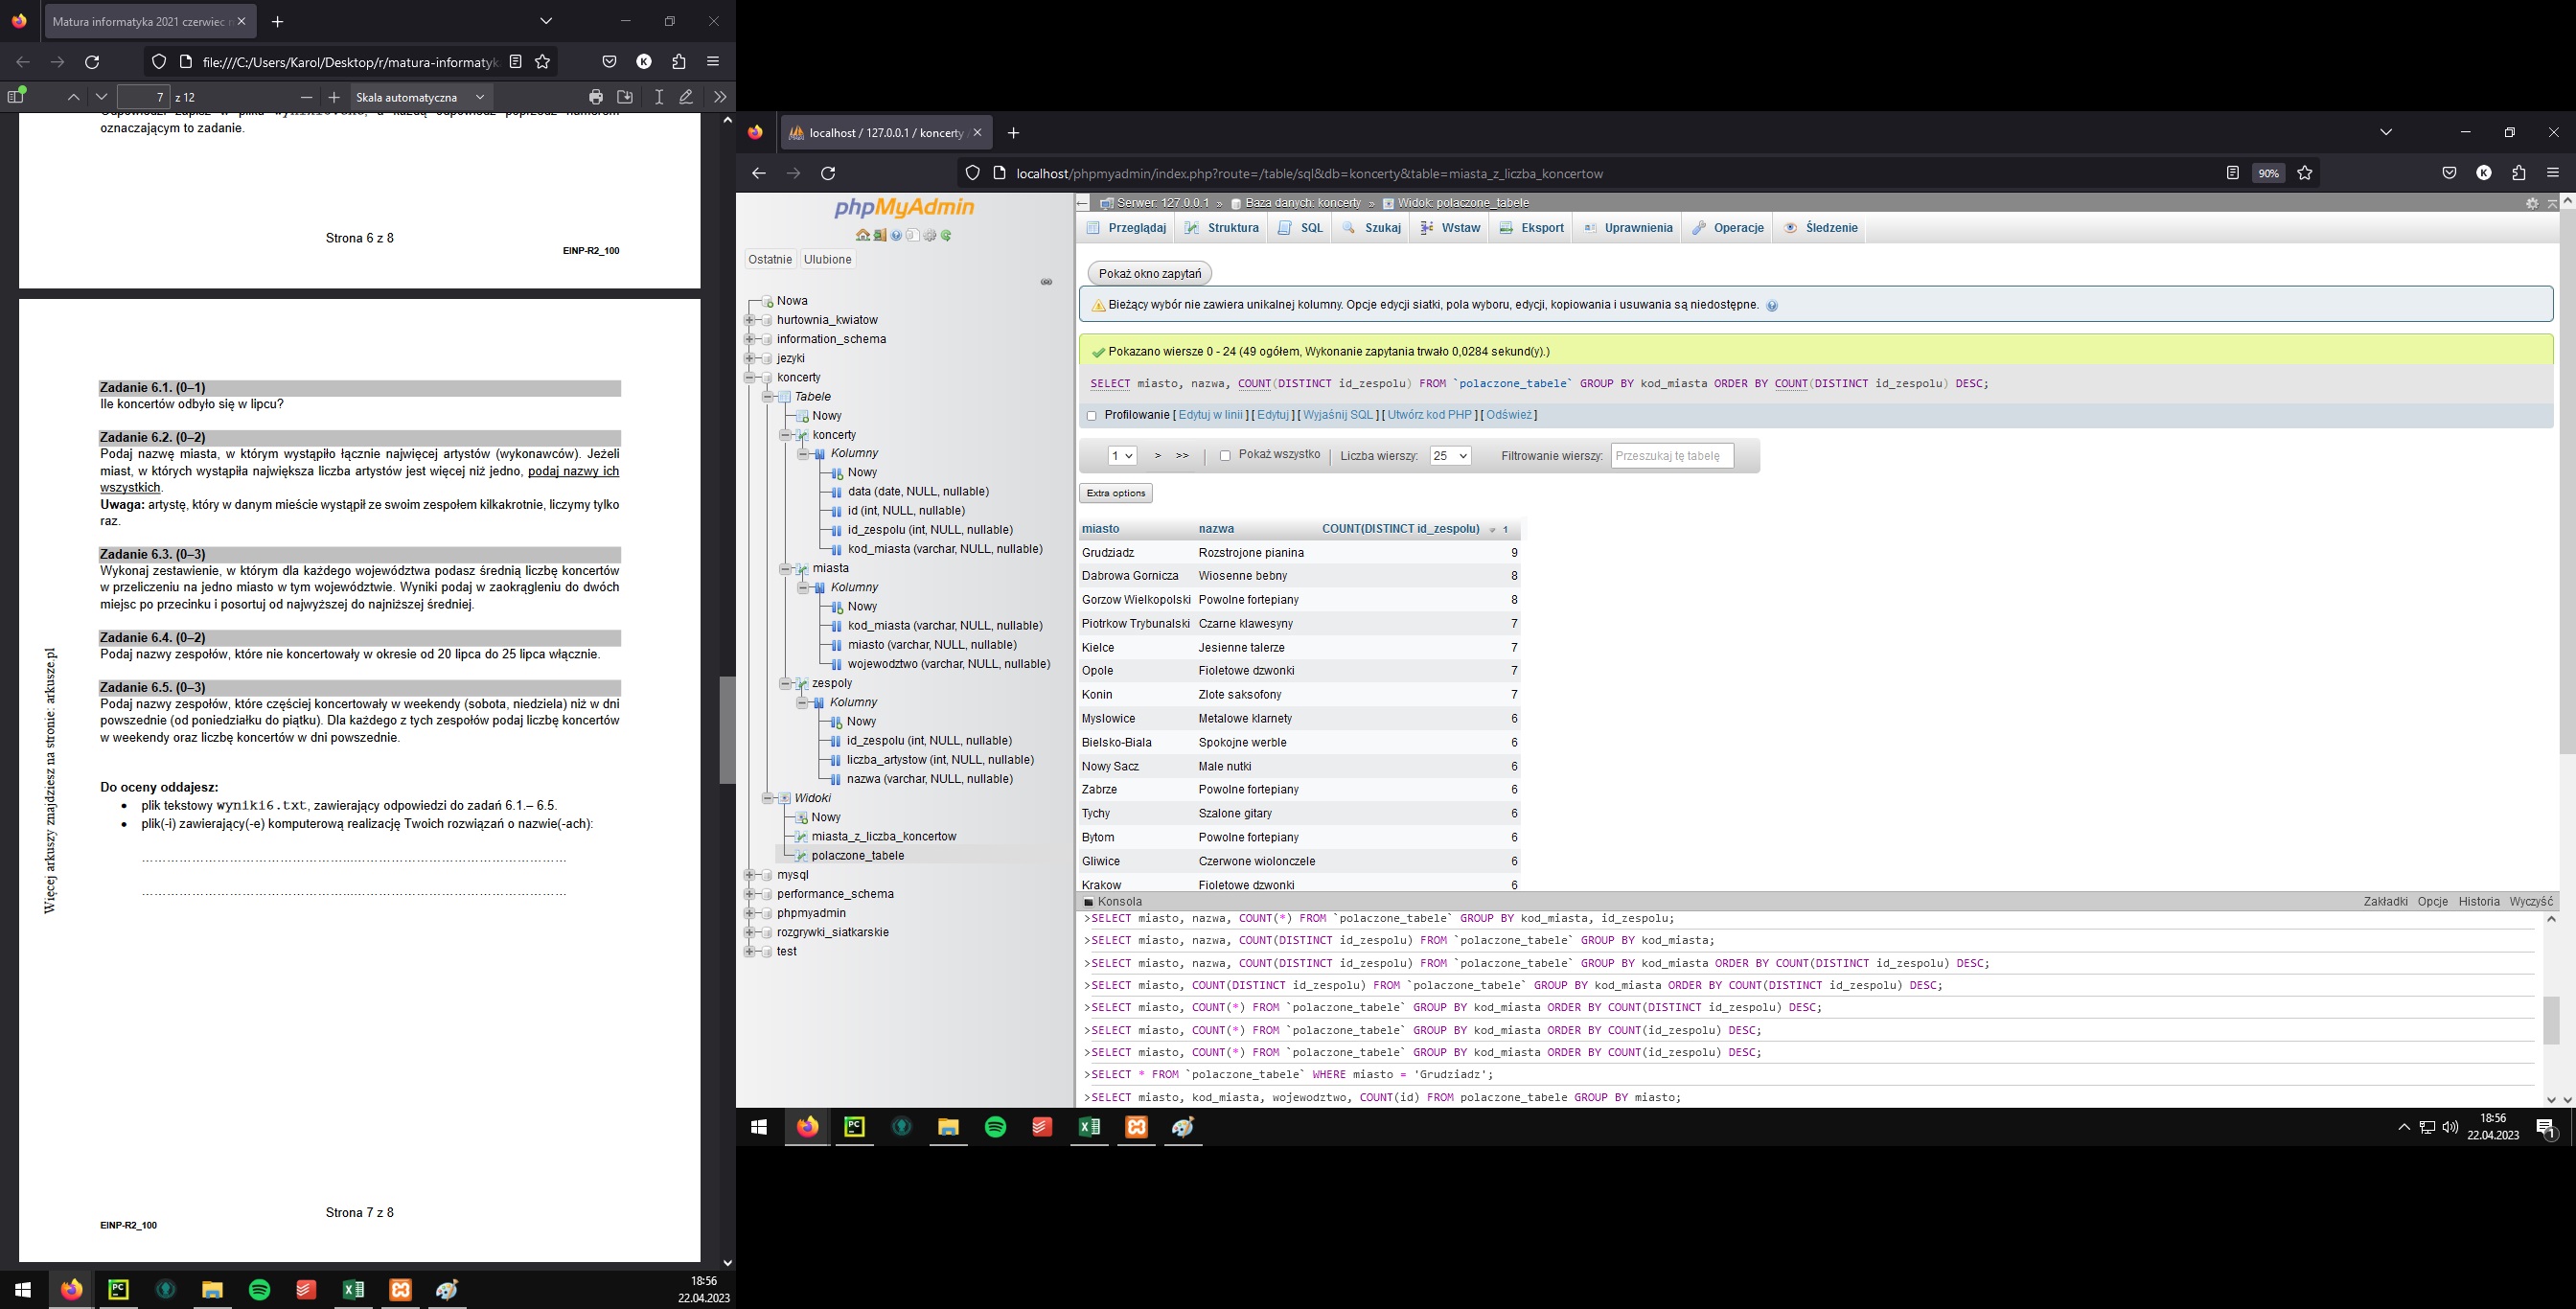 Matura informatyka 2021 czerwiec
file:///C:/Users/Karol/Desktop/r/matura-informatyk
K
7 z 12
Skala automatyczna
oznaczającym to zadanie.
Strona 6 z 8
EINP-R2_100
Zadanie 6.1. (0–1)
Ile koncertów odbyło się w lipcu?
Zadanie 6.2. (0–2)
Podaj nazwę miasta, w którym wystąpiło łącznie najwięcej artystów (wykonawców). Jeżeli
miast, w których wystąpiła największa liczba artystów jest więcej niż jedno, podaj nazwy ich
wszystkich.
Uwaga: artystę, który w danym mieście wystąpił ze swoim zespołem kilkakrotnie, liczymy tylko
raz.
Zadanie 6.3. (0–3)
Wykonaj zestawienie, w którym dla każdego województwa podasz średnią liczbę koncertów
w przeliczeniu na jedno miasto w tym województwie. Wyniki podaj w zaokrągleniu do dwóch
miejsc po przecinku i posortuj od najwyższej do najniższej średniej.
Zadanie 6.4. (0–2)
Podaj nazwy zespołów, które nie koncertowały w okresie od 20 lipca do 25 lipca włącznie.
Zadanie 6.5. (0–3)
Podaj nazwy zespołów, które częściej koncertowały w weekendy (sobota, niedziela) niż w dni
powszednie (od poniedziałku do piątku). Dla każdego z tych zespołów podaj liczbę koncertów
w weekendy oraz liczbę koncertów w dni powszednie.
Do oceny oddajesz:
• plik tekstowy wyniki6.txt, zawierający odpowiedzi do zadań 6.1.– 6.5.
• plik(-i) zawierający(-e) komputerową realizację Twoich rozwiązań o nazwie(-ach):
Więcej arkuszy znajdziesz na stronie: arkusze.pl
Strona 7 z 8
EINP-R2_100
18:56
22.04.2023
localhost / 127.0.0.1 / koncerty
localhost/phpmyadmin/index.php?route=/table/sql&db=koncerty&table=miasta_z_liczba_koncertow
90%
K
phpMyAdmin
Ostatnie Ulubione
Nowa
hurtownia_kwiatow
information_schema
jezyki
koncerty
Tabele
Nowy
koncerty
Kolumny
Nowy
data (date, NULL, nullable)
id (int, NULL, nullable)
id_zespolu (int, NULL, nullable)
kod_miasta (varchar, NULL, nullable)
miasta
Kolumny
Nowy
kod_miasta (varchar, NULL, nullable)
miasto (varchar, NULL, nullable)
wojewodztwo (varchar, NULL, nullable)
zespoly
Kolumny
Nowy
id_zespolu (int, NULL, nullable)
liczba_artystow (int, NULL, nullable)
nazwa (varchar, NULL, nullable)
Widoki
Nowy
miasta_z_liczba_koncertow
polaczone_tabele
mysql
performance_schema
phpmyadmin
rozgrywki_siatkarskie
test
Serwer: 127.0.0.1 » Baza danych: koncerty » Widok: polaczone_tabele
Przeglądaj Struktura SQL Szukaj Wstaw Eksport Uprawnienia Operacje Śledzenie
Pokaż okno zapytań
Bieżący wybór nie zawiera unikalnej kolumny. Opcje edycji siatki, pola wyboru, edycji, kopiowania i usuwania są niedostępne.
Pokazano wiersze 0 - 24 (49 ogółem, Wykonanie zapytania trwało 0,0284 sekund(y).)
SELECT miasto, nazwa, COUNT(DISTINCT id_zespolu) FROM `polaczone_tabele` GROUP BY kod_miasta ORDER BY COUNT(DISTINCT id_zespolu) DESC;
Profilowanie [ Edytuj w linii ] [ Edytuj ] [ Wyjaśnij SQL ] [ Utwórz kod PHP ] [ Odśwież ]
1 > >> | Pokaż wszystko | Liczba wierszy: 25 Filtrowanie wierszy: Przeszukaj tę tabelę
Extra options
miasto nazwa COUNT(DISTINCT id_zespolu) 1
Grudziadz Rozstrojone pianina 9
Dabrowa Gornicza Wiosenne bebny 8
Gorzow Wielkopolski Powolne fortepiany 8
Piotrkow Trybunalski Czarne klawesyny 7
Kielce Jesienne talerze 7
Opole Fioletowe dzwonki 7
Konin Zlote saksofony 7
Myslowice Metalowe klarnety 6
Bielsko-Biala Spokojne werble 6
Nowy Sacz Male nutki 6
Zabrze Powolne fortepiany 6
Tychy Szalone gitary 6
Bytom Powolne fortepiany 6
Gliwice Czerwone wiolonczele 6
Krakow Fioletowe dzwonki 6
Konsola Zakładki Opcje Historia Wyczyść
>SELECT miasto, nazwa, COUNT(*) FROM `polaczone_tabele` GROUP BY kod_miasta, id_zespolu;
>SELECT miasto, nazwa, COUNT(DISTINCT id_zespolu) FROM `polaczone_tabele` GROUP BY kod_miasta;
>SELECT miasto, nazwa, COUNT(DISTINCT id_zespolu) FROM `polaczone_tabele` GROUP BY kod_miasta ORDER BY COUNT(DISTINCT id_zespolu) DESC;
>SELECT miasto, COUNT(DISTINCT id_zespolu) FROM `polaczone_tabele` GROUP BY kod_miasta ORDER BY COUNT(DISTINCT id_zespolu) DESC;
>SELECT miasto, COUNT(*) FROM `polaczone_tabele` GROUP BY kod_miasta ORDER BY COUNT(DISTINCT id_zespolu) DESC;
>SELECT miasto, COUNT(*) FROM `polaczone_tabele` GROUP BY kod_miasta ORDER BY COUNT(id_zespolu) DESC;
>SELECT miasto, COUNT(*) FROM `polaczone_tabele` GROUP BY kod_miasta ORDER BY COUNT(id_zespolu) DESC;
>SELECT * FROM `polaczone_tabele` WHERE miasto = 'Grudziadz';
>SELECT miasto, kod_miasta, wojewodztwo, COUNT(id) FROM polaczone_tabele GROUP BY miasto;
18:56
22.04.2023
1